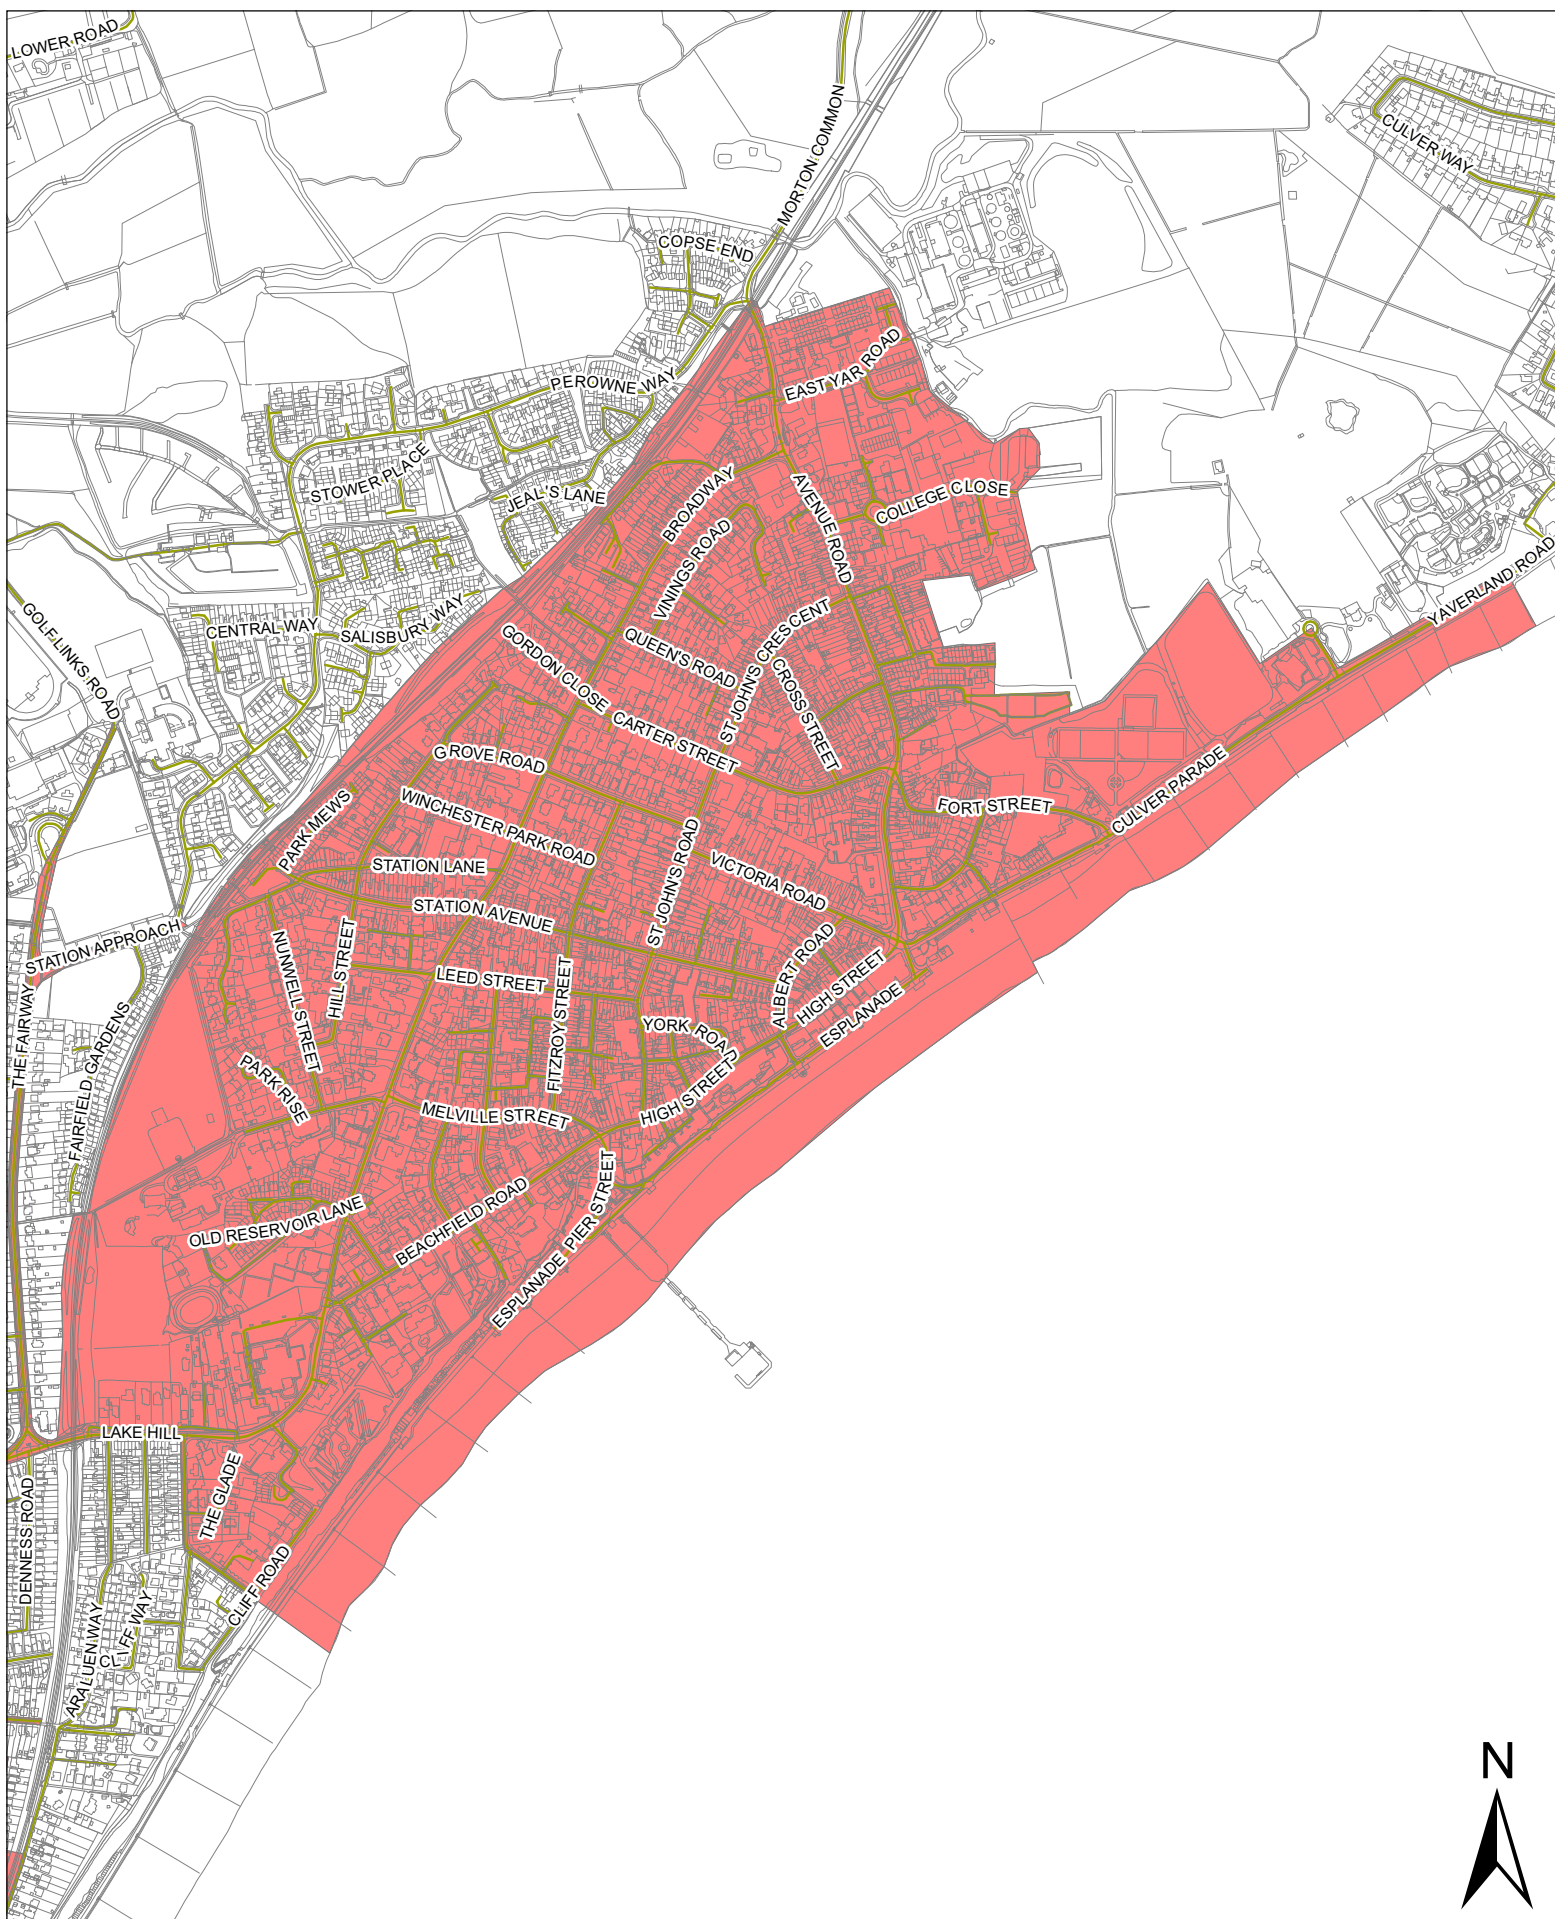 LOWER ROAD
MORTON COMMON
CULVER WAY
COPSE END
EAST YAR ROAD
PEROWNE WAY
STOWER PLACE
JEAL'S LANE
BROADWAY
AVENUE ROAD
COLLEGE CLOSE
VININGS ROAD
YAVERLAND ROAD
GOLF LINKS ROAD
CENTRAL WAY
SALISBURY WAY
GORDON CLOSE
QUEEN'S ROAD
ST JOHNS CRESCENT
CROSS STREET
CARTER STREET
GROVE ROAD
CULVER PARADE
FORT STREET
PARK MEWS
WINCHESTER PARK ROAD
STATION LANE
ST JOHN'S ROAD
VICTORIA ROAD
STATION AVENUE
STATION APPROACH
NUNWELL STREET
HILL STREET
LEED STREET
FITZROY STREET
ALBERT ROAD
HIGH STREET
ESPLANADE
YORK ROAD
THE FAIRWAY
FAIRFIELD GARDENS
PARK RISE
MELVILLE STREET
HIGH STREET
OLD RESERVOIR LANE
BEACHFIELD ROAD
PIER STREET
ESPLANADE
LAKE HILL
THE GLADE
DENNESS ROAD
CLIFF ROAD
ARALUEN WAY
CLIFF WAY
N